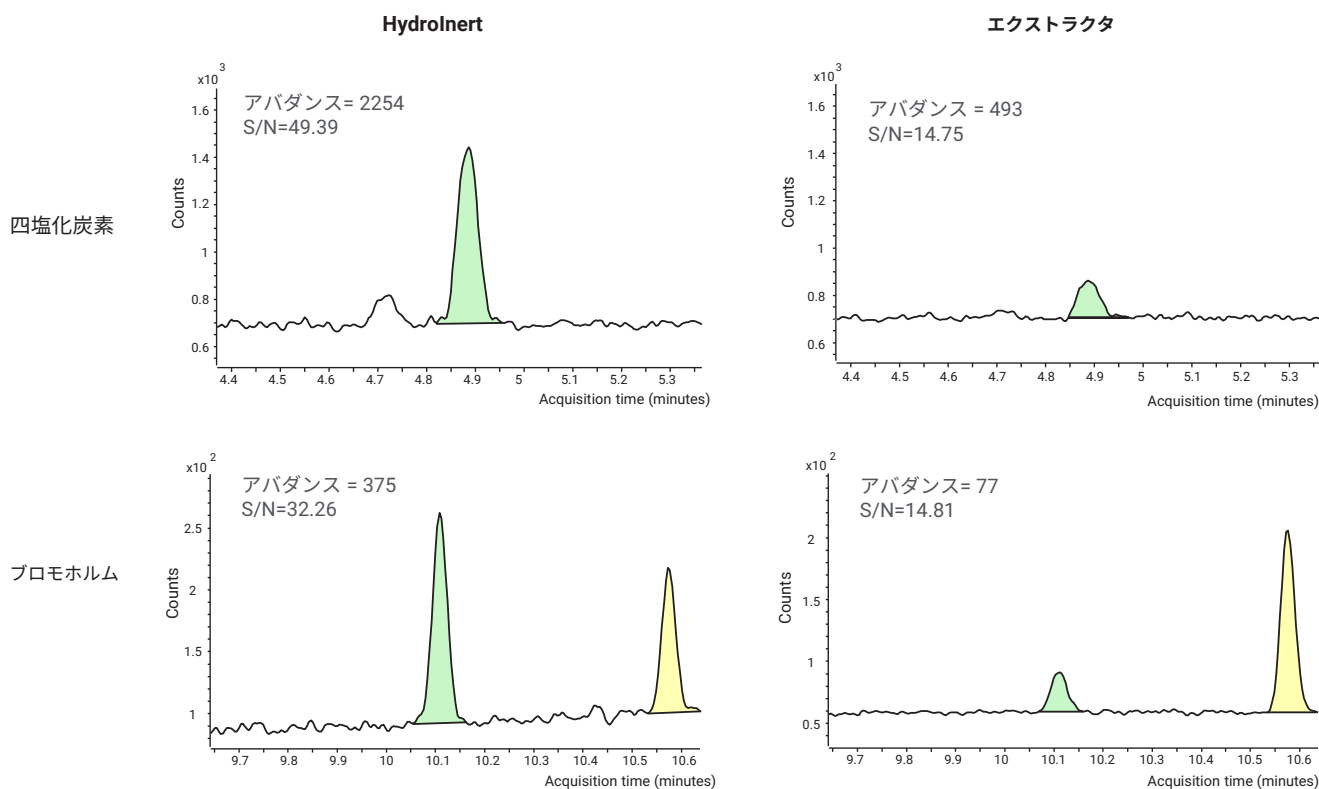 HydroInert
エクストラクタ
四塩化炭素
x10 3
アバダンス= 2254
S/N=49.39
Counts
1.6
1.4
1.2
1
0.8
0.6
4.4 4.5 4.6 4.7 4.8 4.9 5 5.1 5.2 5.3
Acquisition time (minutes)
x10 3
アバダンス = 493
S/N=14.75
Counts
1.6
1.4
1.2
1
0.8
0.6
4.4 4.5 4.6 4.7 4.8 4.9 5 5.1 5.2 5.3
Acquisition time (minutes)
ブロモホルム
x10 2
アバダンス = 375
S/N=32.26
Counts
2.5
2
1.5
1
9.7 9.8 9.9 10 10.1 10.2 10.3 10.4 10.5 10.6
Acquisition time (minutes)
x10 2
アバダンス= 77
S/N=14.81
Counts
2
1.5
1
0.5
9.7 9.8 9.9 10 10.1 10.2 10.3 10.4 10.5 10.6
Acquisition time (minutes)